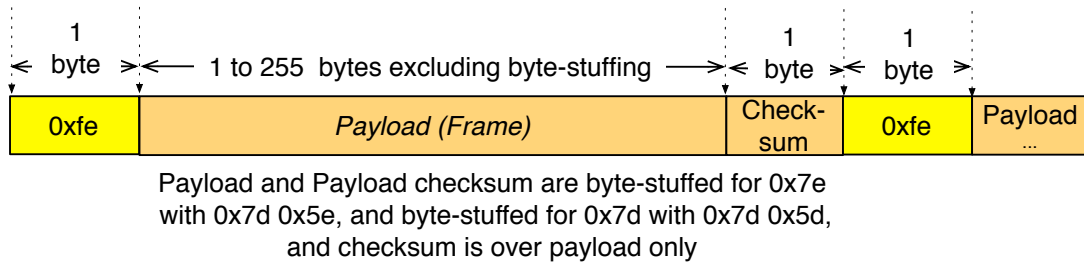 1
byte
1 to 255 bytes excluding byte-stuffing
1
byte
1
byte
0xfe
Payload (Frame)
Check-
sum
0xfe
Payload
...
Payload and Payload checksum are byte-stuffed for 0x7e
with 0x7d 0x5e, and byte-stuffed for 0x7d with 0x7d 0x5d,
and checksum is over payload only